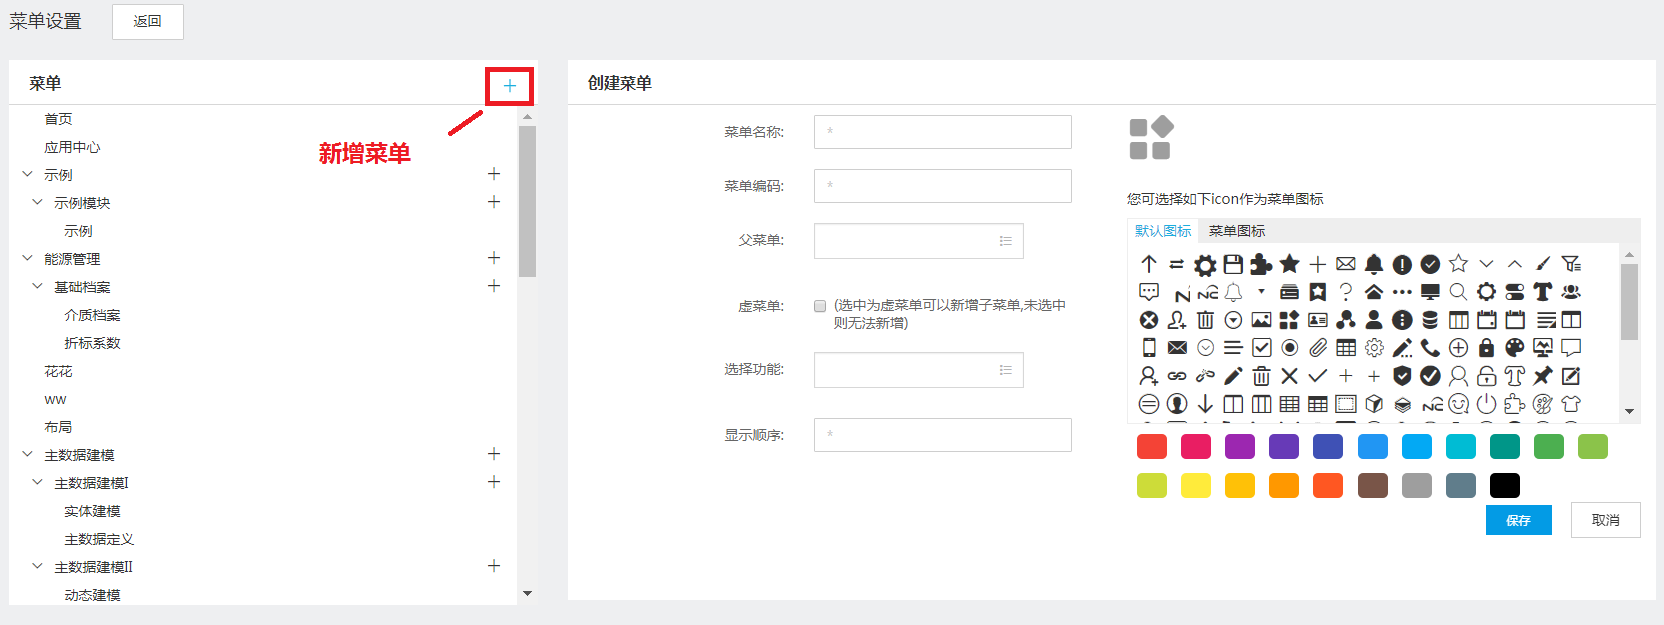 菜单设置
返回
菜单
新增菜单
首页
应用中心
示例
示例模块
示例
能源管理
基础档案
介质档案
折标系数
花花
ww
布局
主数据建模
主数据建模I
实体建模
主数据定义
主数据建模II
动态建模
创建菜单
菜单名称:
*
菜单编码:
*
父菜单:
虚菜单:
(选中为虚菜单可以新增子菜单,未选中
则无法新增)
选择功能:
显示顺序:
*
您可选择如下icon作为菜单图标
默认图标
菜单图标
保存
取消